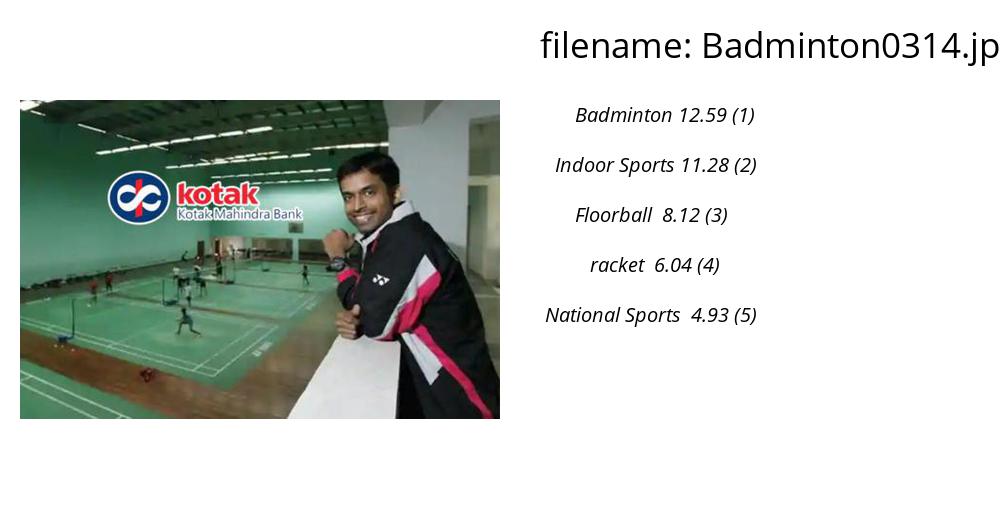 filename: Badminton0314.jp
Badminton 12.59 (1)
Indoor Sports 11.28 (2)
Floorball 8.12 (3)
racket 6.04 (4)
National Sports 4.93 (5)
kotak
Kotak Mahindra Bank